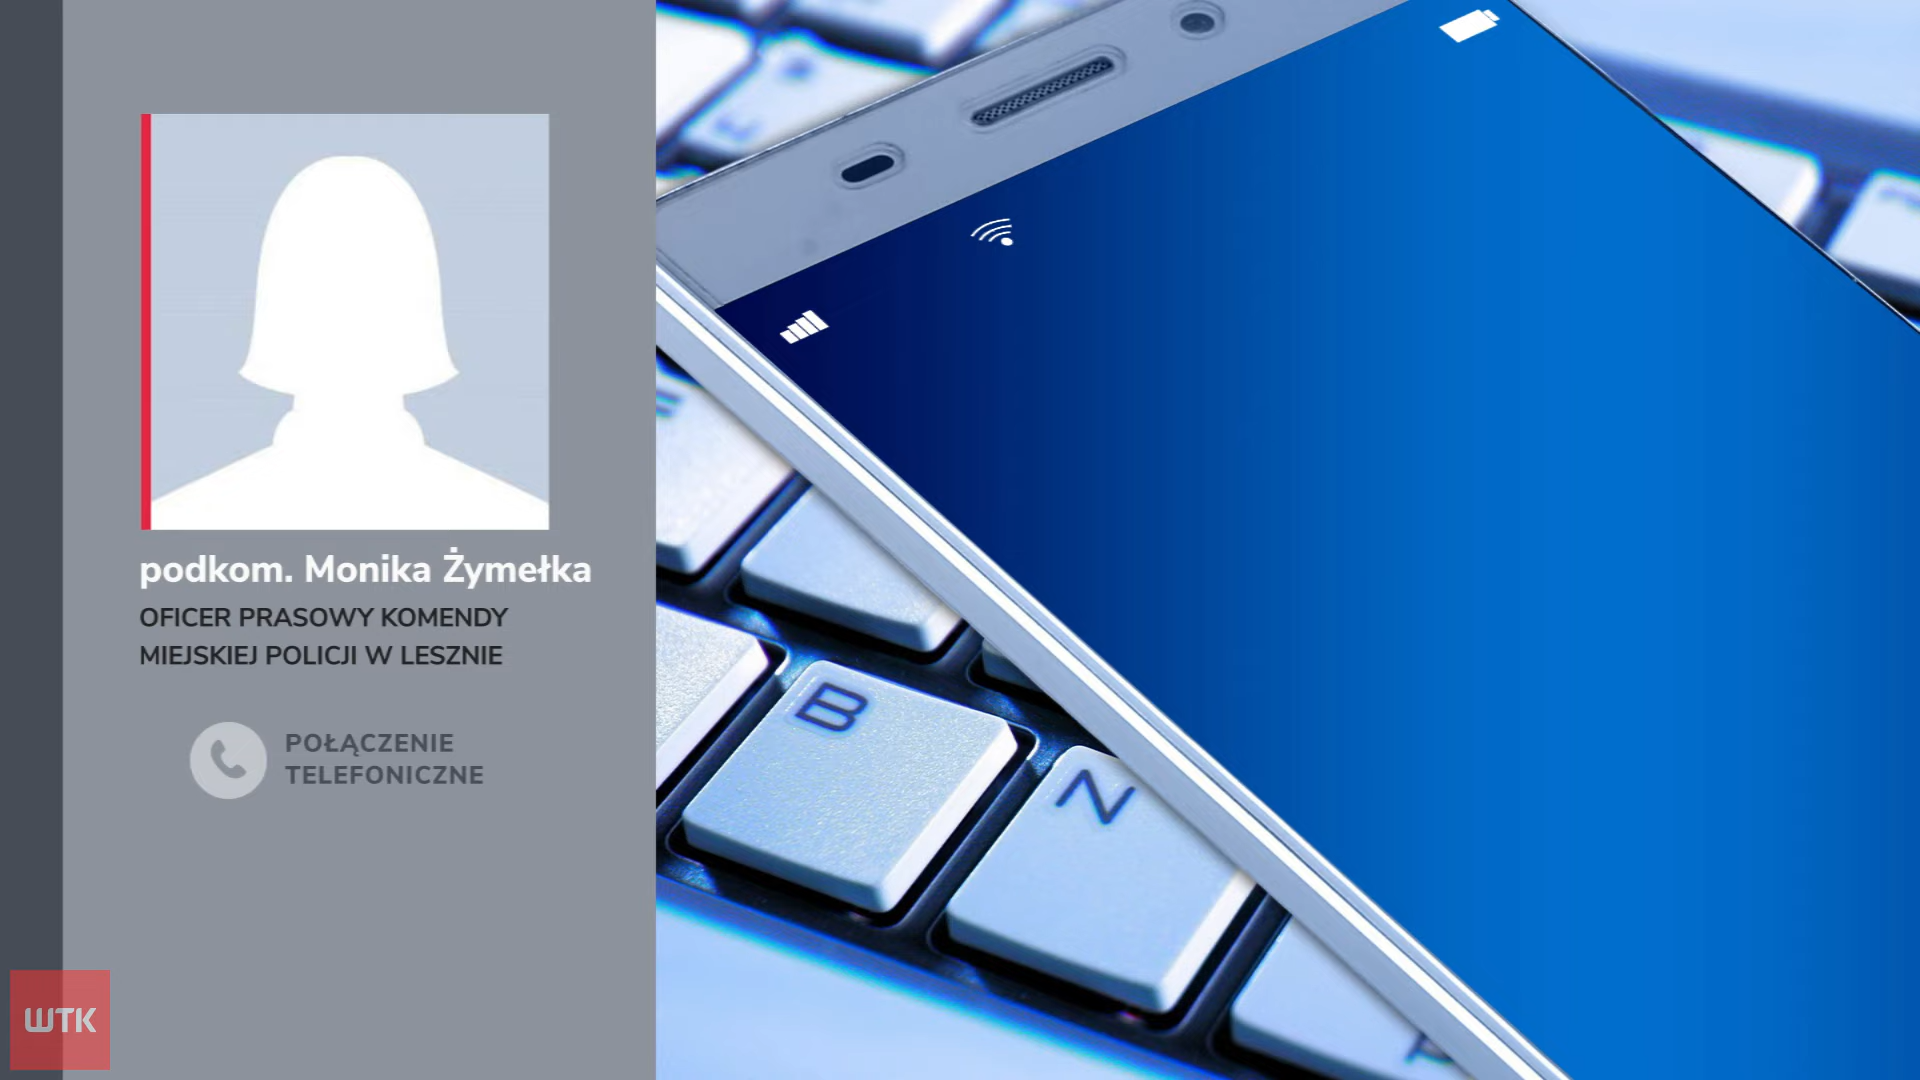 podkom. Monika Żymełka
OFICER PRASOWY KOMENDY
MIEJSKIEJ POLICJI W LESZNIE
POŁĄCZENIE
TELEFONICZNE
B
N
WTK